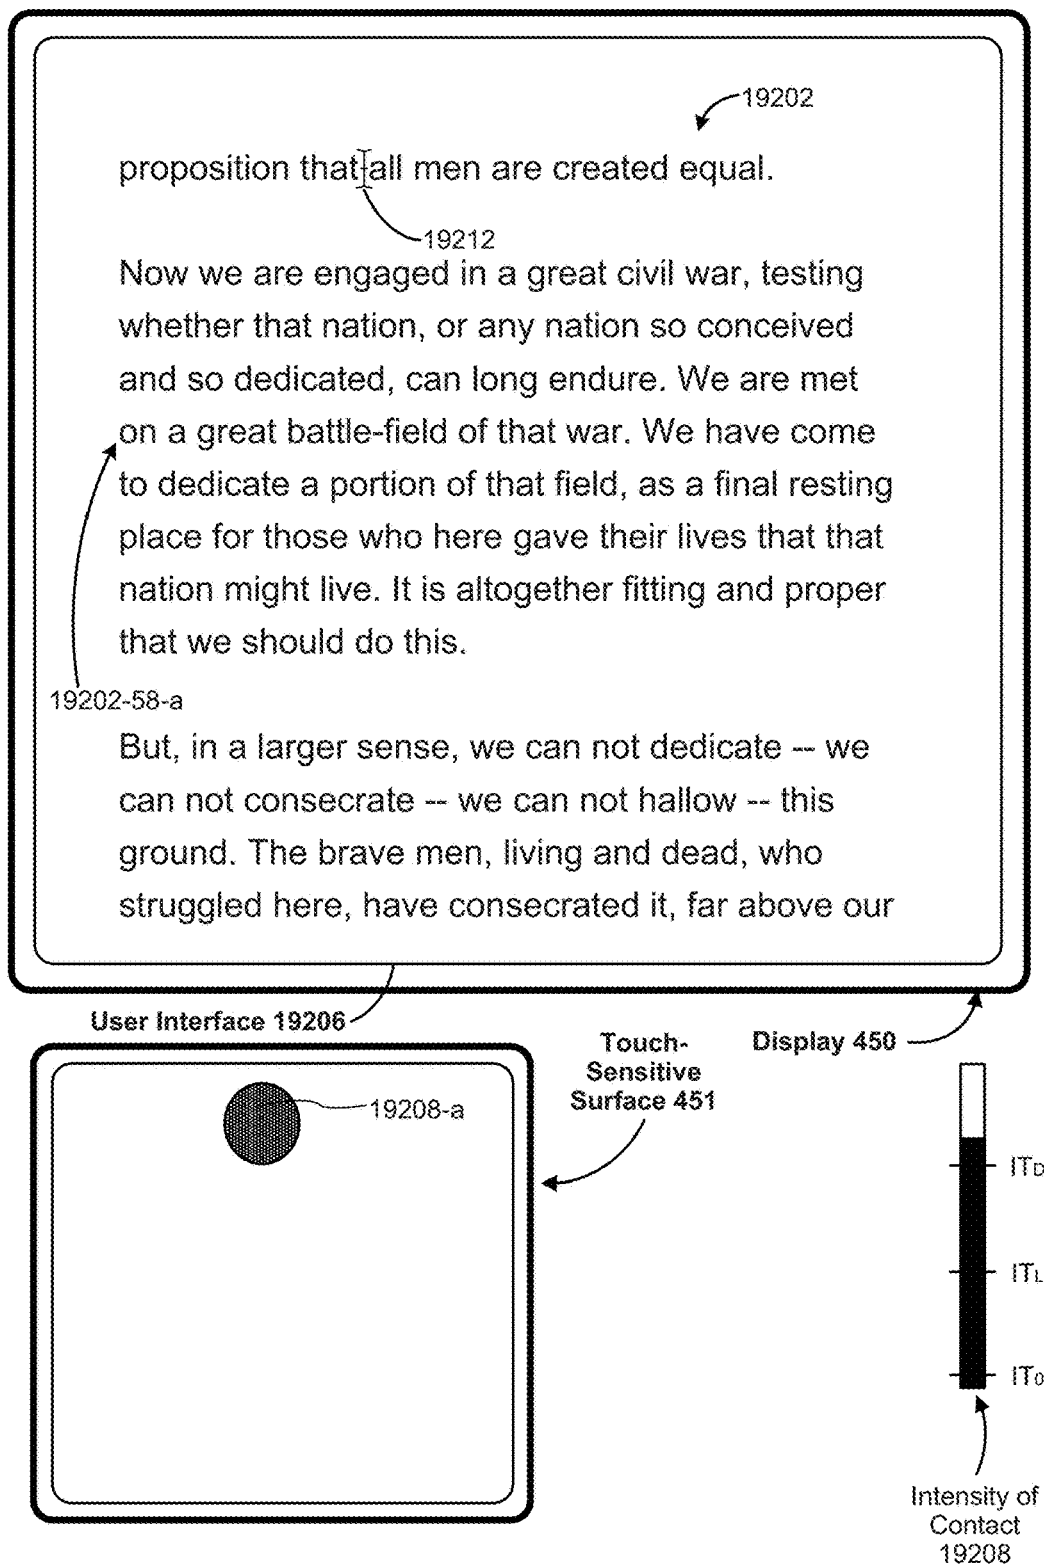 19202
proposition that all men are created equal.
19212
Now we are engaged in a great civil war, testing
whether that nation, or any nation so conceived
and so dedicated, can long endure. We are met
on a great battle-field of that war. We have come
to dedicate a portion of that field, as a final resting
place for those who here gave their lives that that
nation might live. It is altogether fitting and proper
that we should do this.
19202-58-a
But, in a larger sense, we can not dedicate -- we
can not consecrate -- we can not hallow -- this
ground. The brave men, living and dead, who
struggled here, have consecrated it, far above our
User Interface 19206
Display 450
Touch-
Sensitive
Surface 451
19208-a
ITD
ITL
IT0
Intensity of
Contact
19208